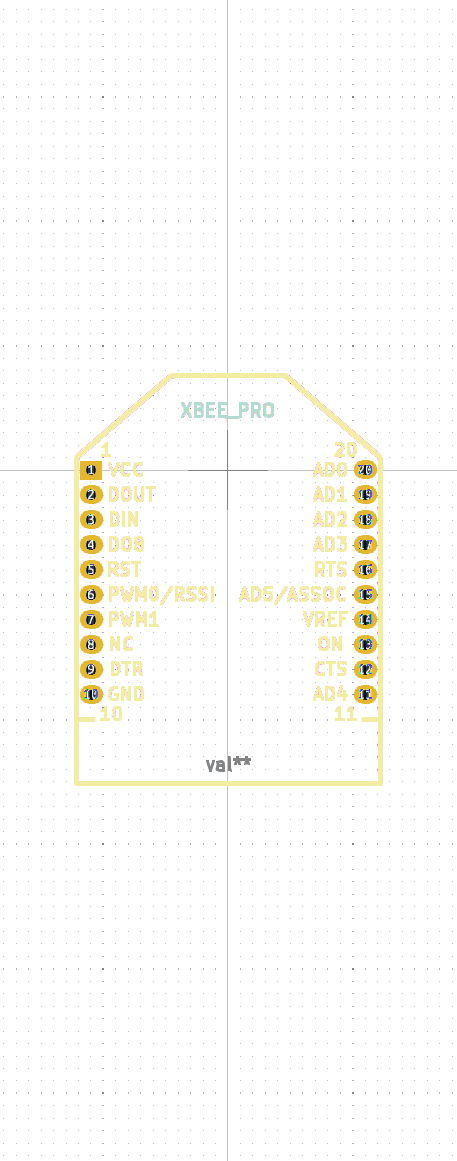 XBEE_PRO
1 20
1 VCC AD0 20
2 DOUT AD1 19
3 DIN AD2 18
4 DO8 AD3 17
5 RST RTS 16
6 PWM0/RSSI AD5/ASSOC 15
7 PWM1 VREF 14
8 NC ON 13
9 DTR CTS 12
10 GND AD4 11
10 11
val**